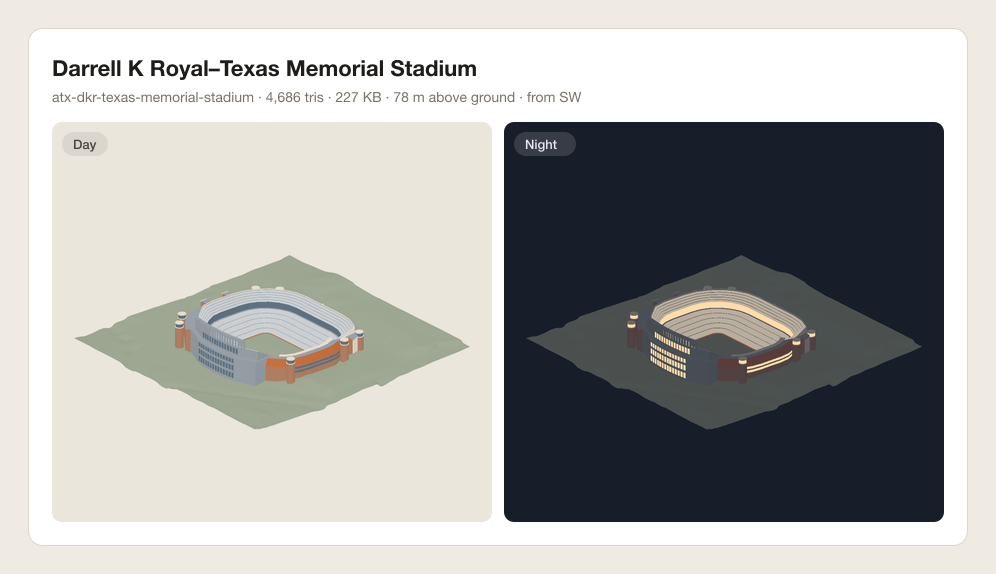 Darrell K Royal–Texas Memorial Stadium
atx-dkr-texas-memorial-stadium · 4,686 tris · 227 KB · 78 m above ground · from SW
Day
Night